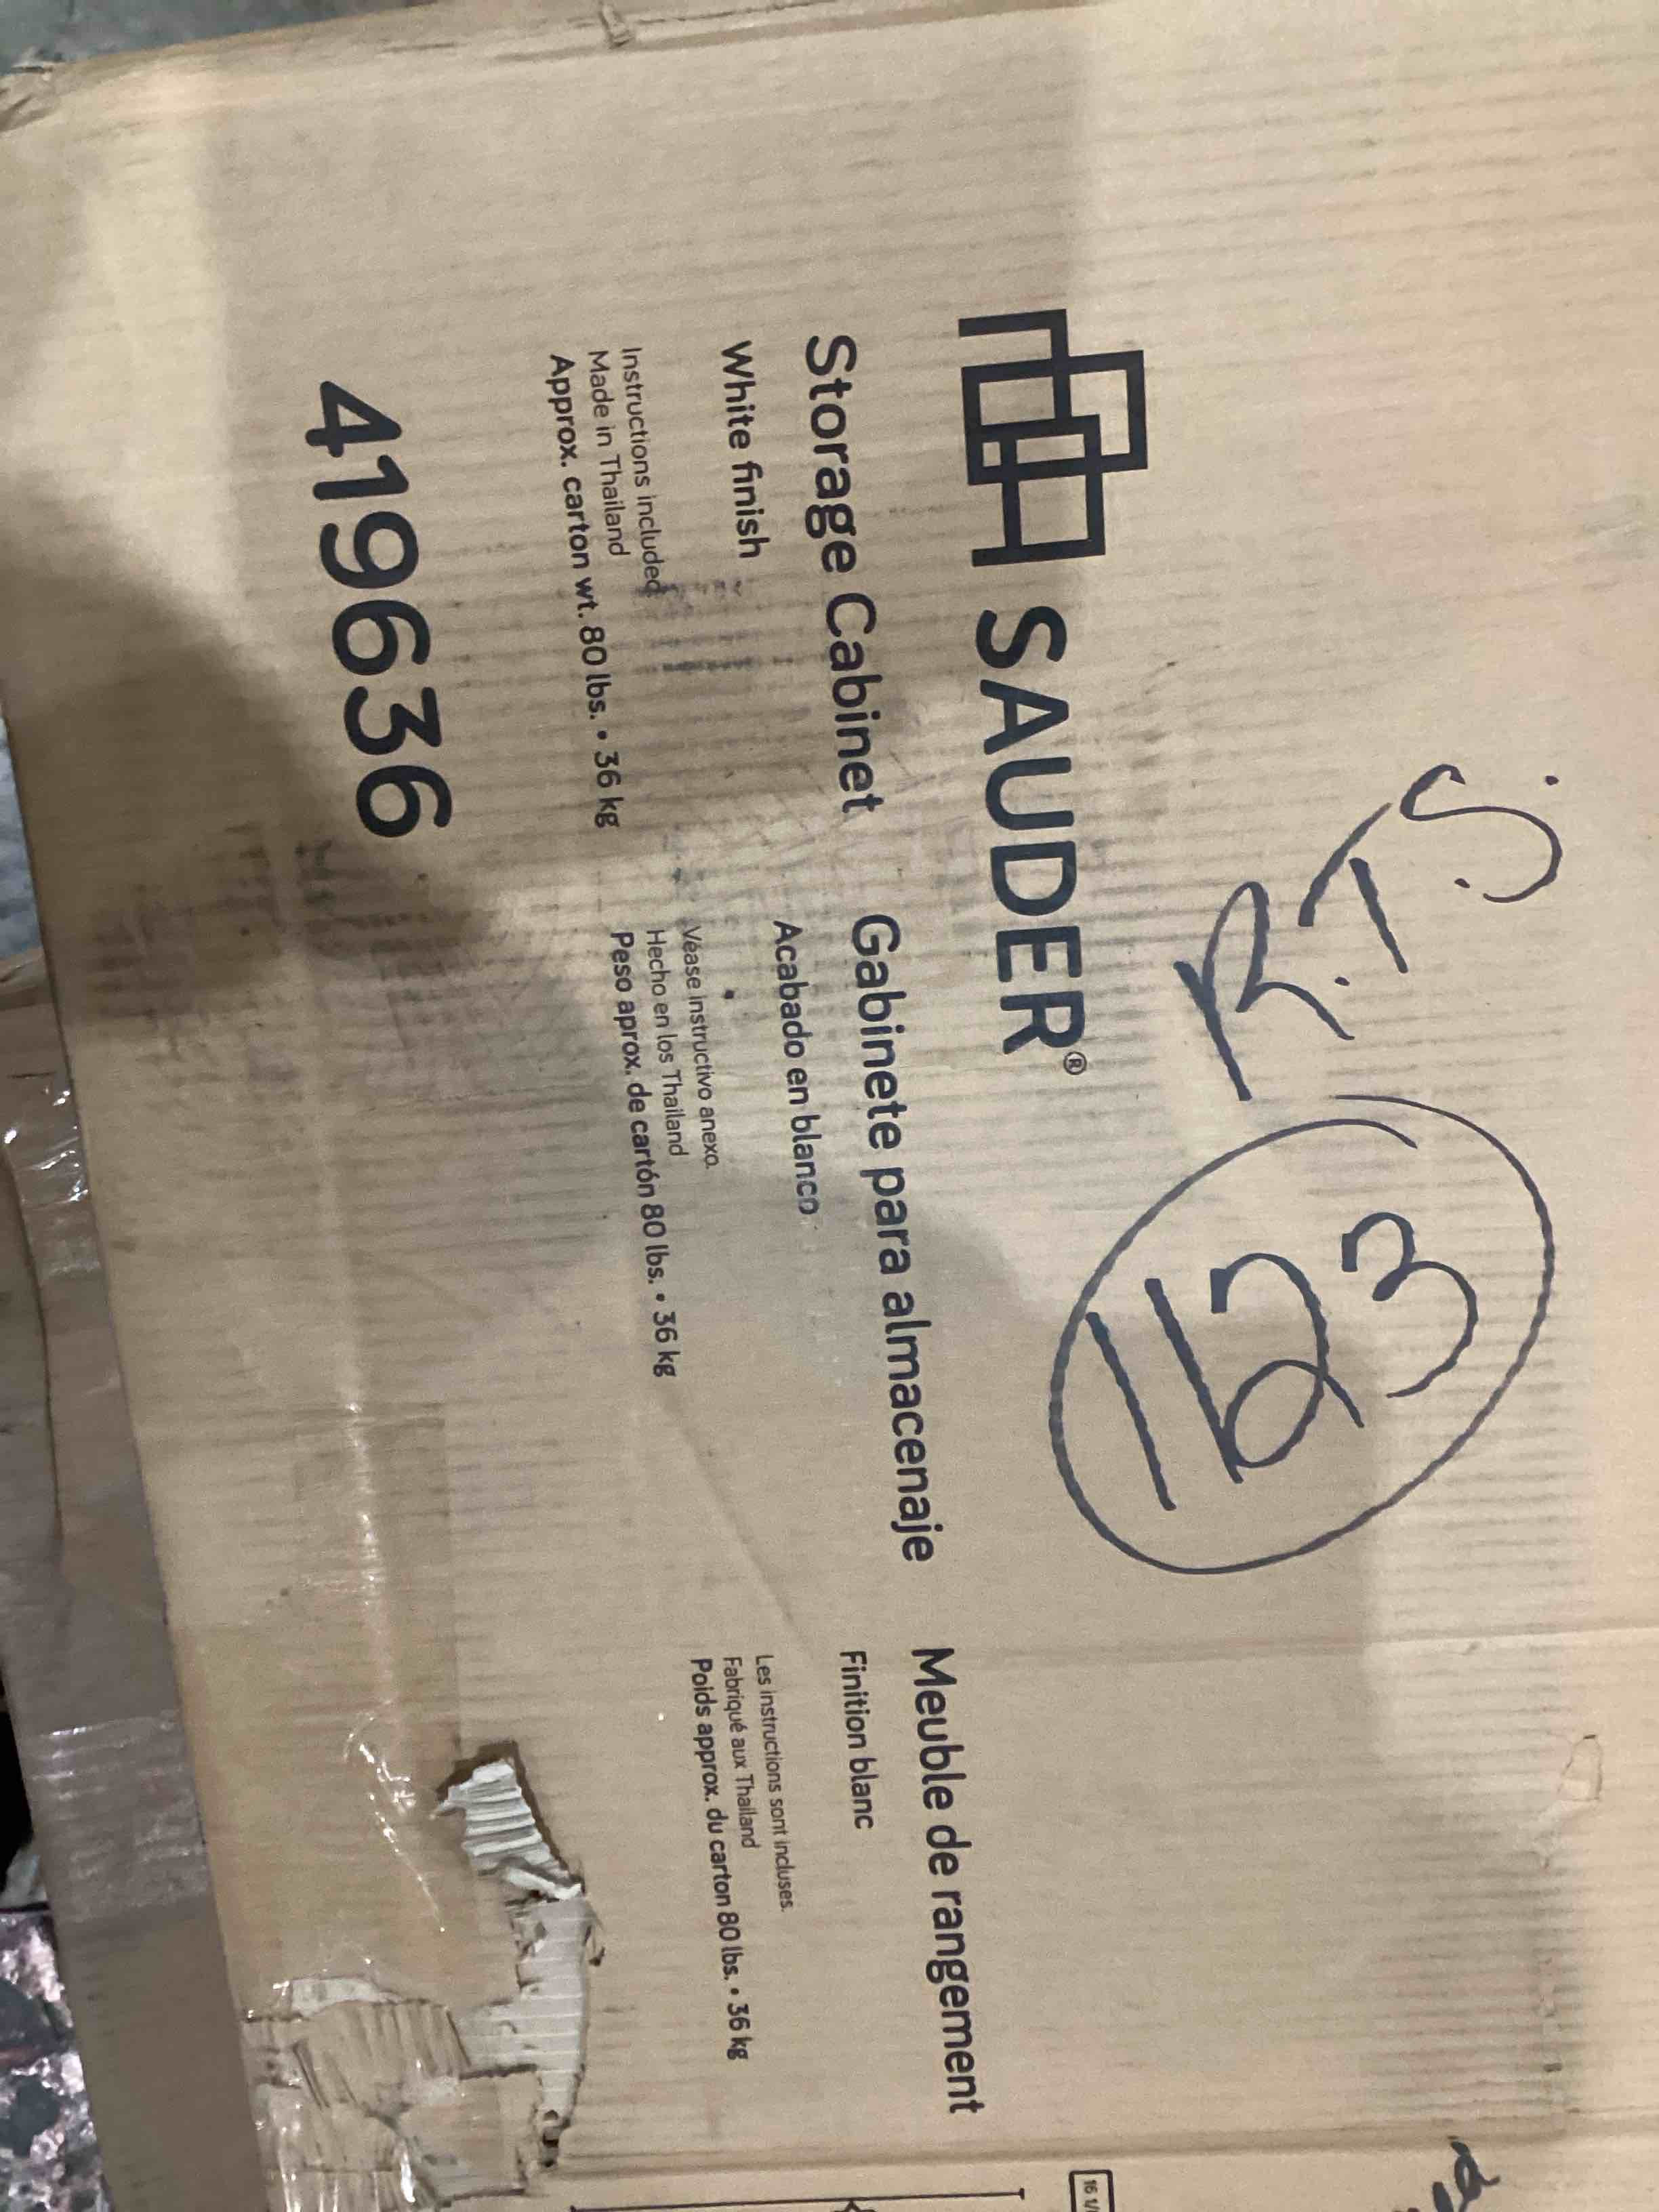 R.T.S.
SAUDER®
Storage Cabinet
White finish
Instructions included
Made in Thailand
Approx. carton wt. 80 lbs. • 36 kg
Gabinete para almacenaje
Acabado en blanco
Véase instructivo anexo.
Hecho en los Thailand
Peso aprox. de cartón 80 lbs. • 36 kg
Meuble de rangement
Finition blanc
Les instructions sont incluses.
Fabriqué aux Thailand
Poids approx. du carton 80 lbs. • 36 kg
419636